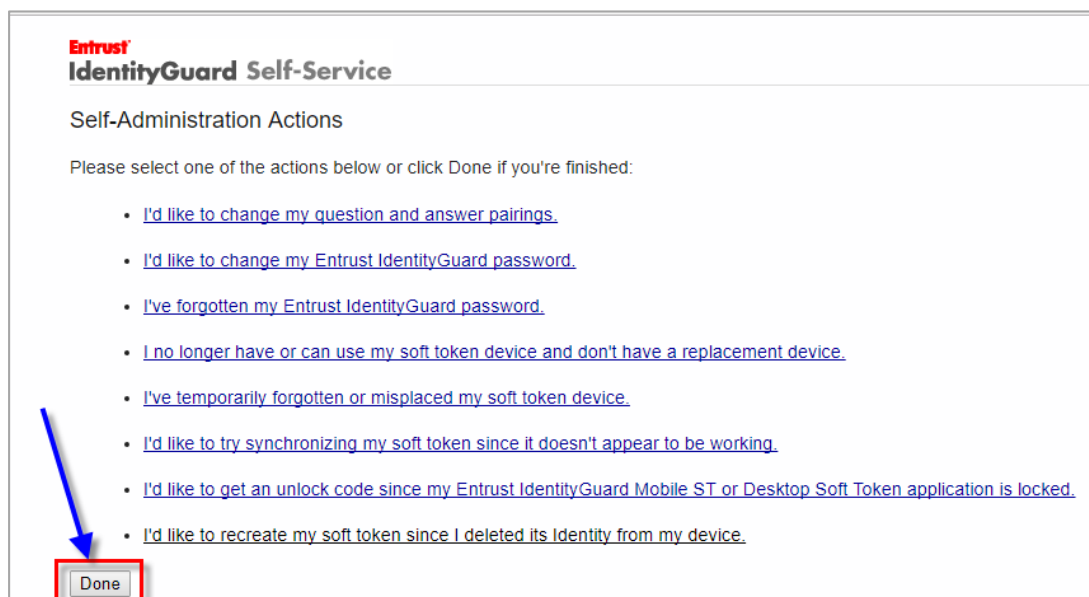 Entrust
IdentityGuard Self-Service
Self-Administration Actions
Please select one of the actions below or click Done if you're finished:
I'd like to change my question and answer pairings.
I'd like to change my Entrust IdentityGuard password.
I've forgotten my Entrust IdentityGuard password.
I no longer have or can use my soft token device and don't have a replacement device.
I've temporarily forgotten or misplaced my soft token device.
I'd like to try synchronizing my soft token since it doesn't appear to be working.
I'd like to get an unlock code since my Entrust IdentityGuard Mobile ST or Desktop Soft Token application is locked.
I'd like to recreate my soft token since I deleted its Identity from my device.
Done